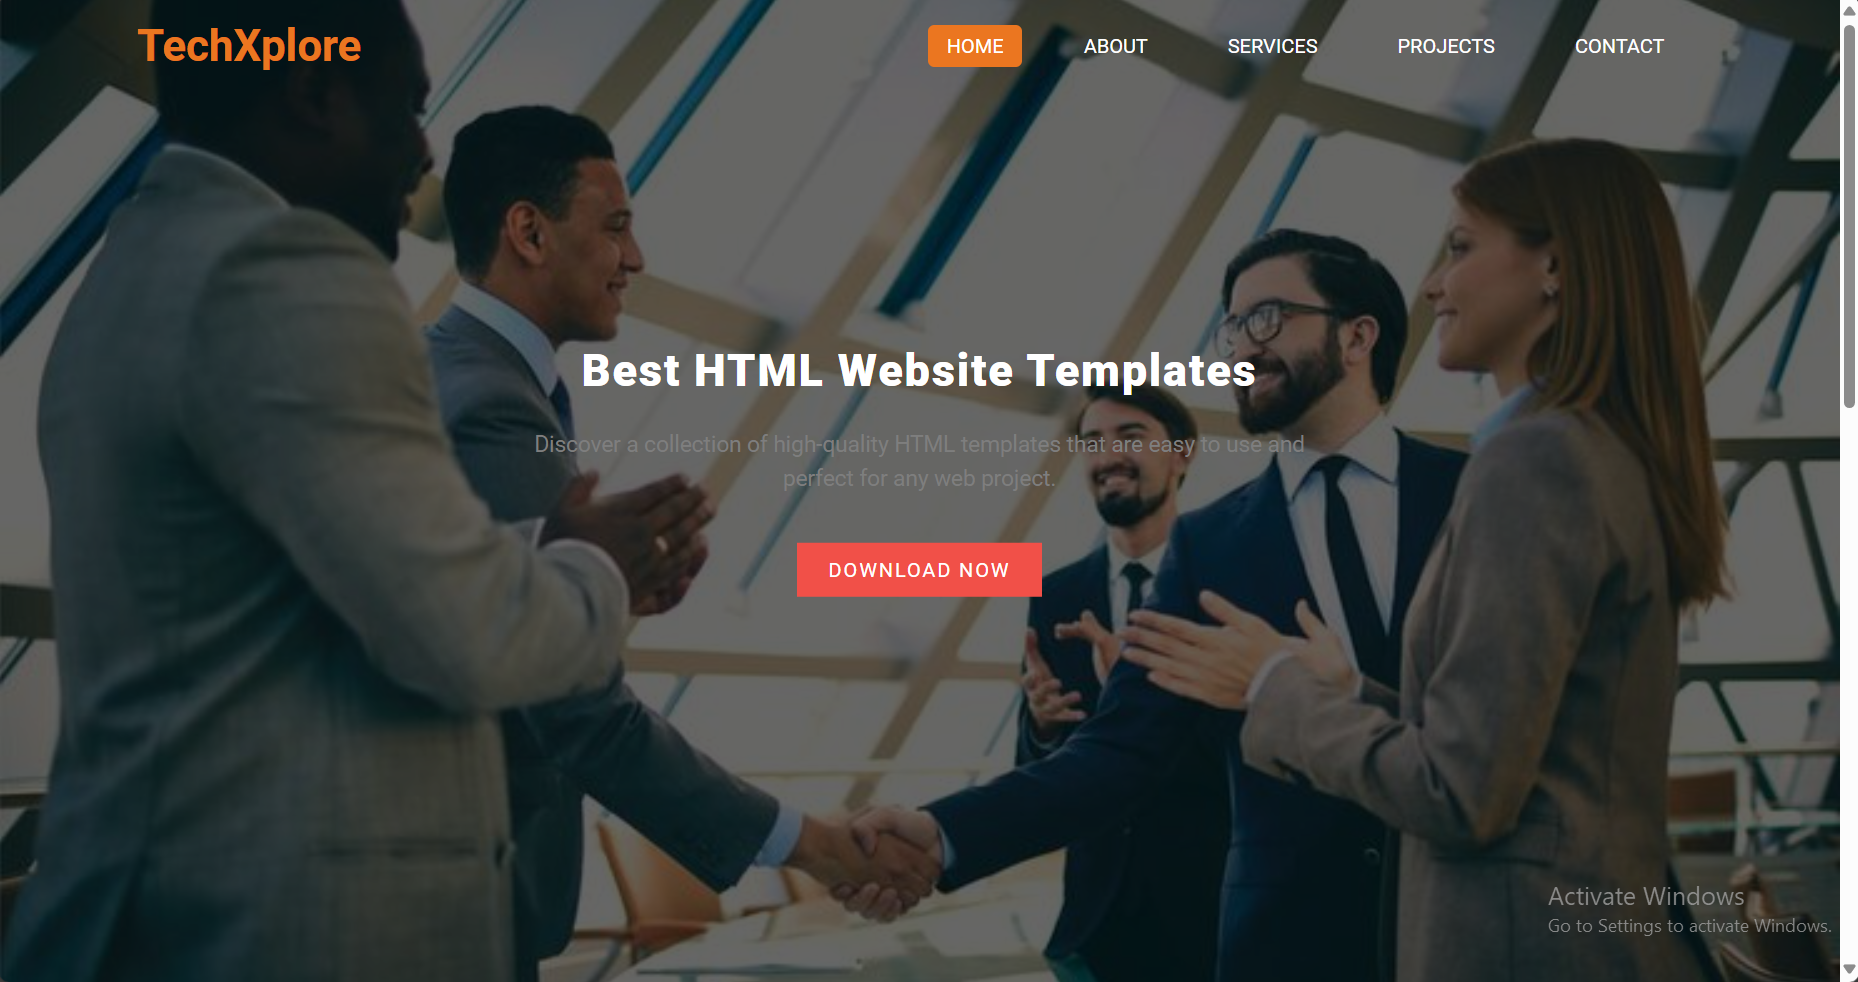 TechXplore
HOME
ABOUT
SERVICES
PROJECTS
CONTACT
Best HTML Website Templates
Discover a collection of high-quality HTML templates that are easy to use and
perfect for any web project.
DOWNLOAD NOW
Activate Windows
Go to Settings to activate Windows.